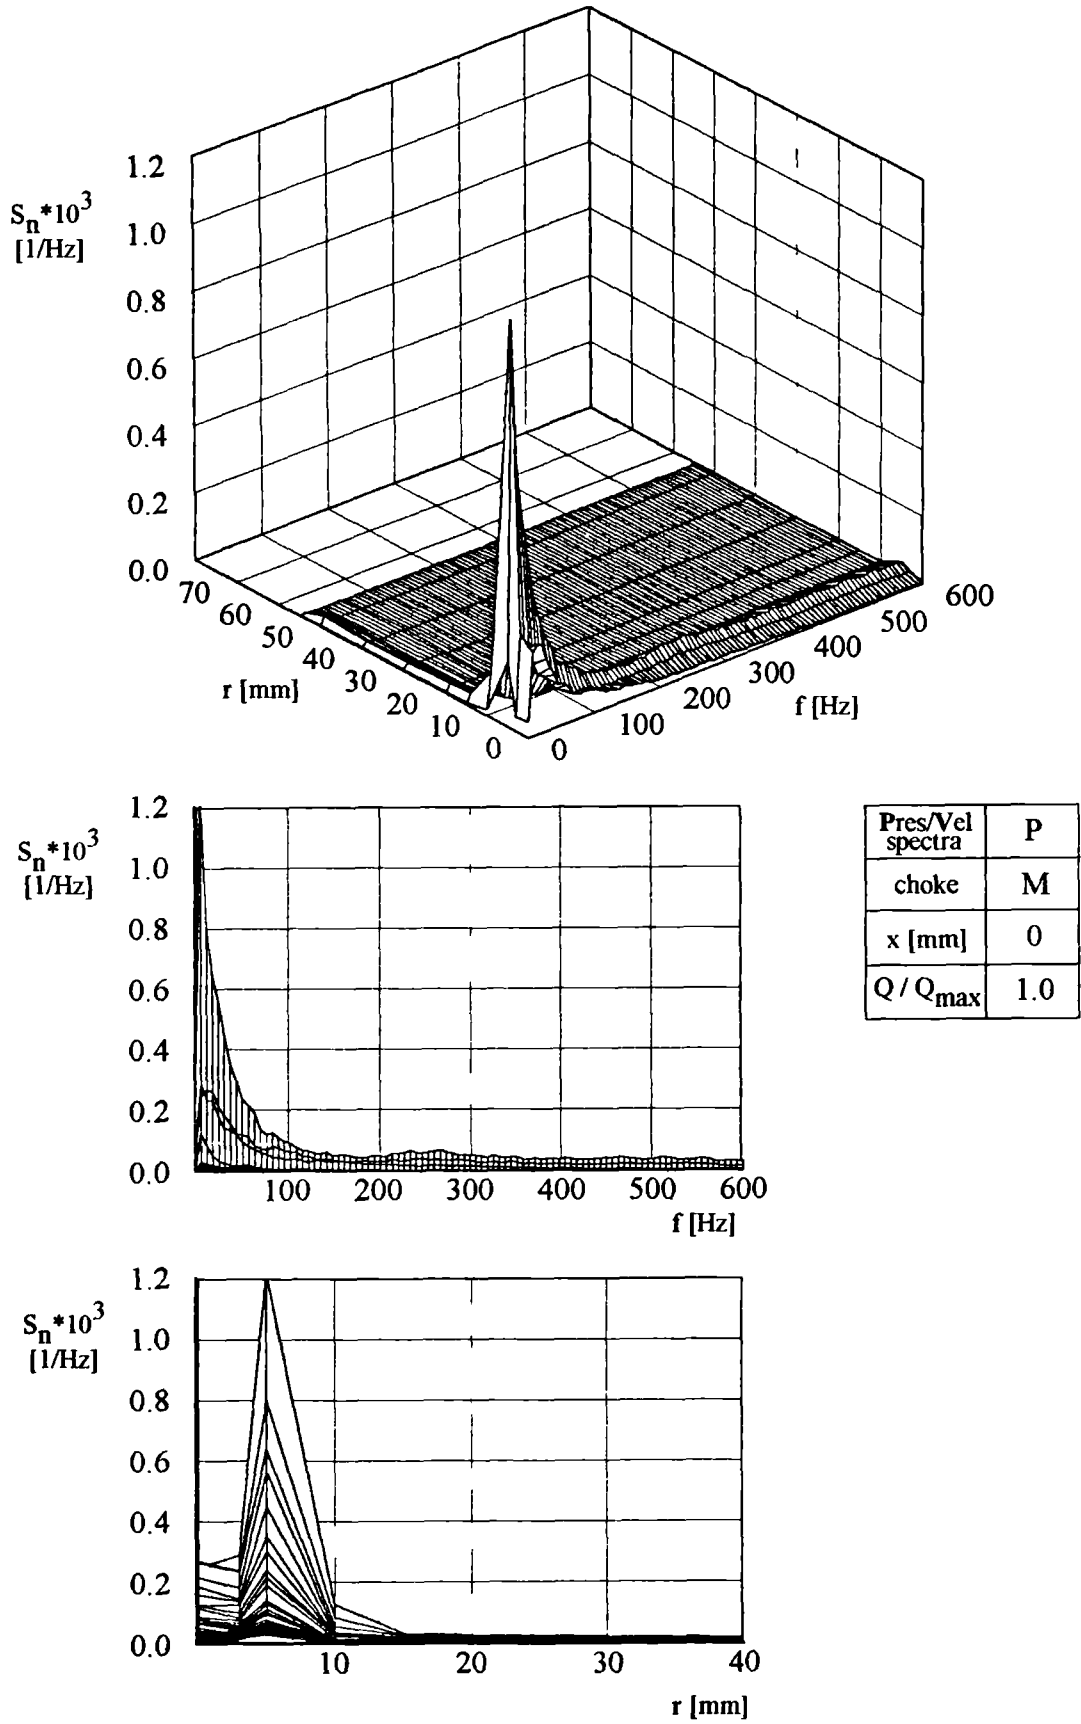 1.2
S_n*10^3
[1/Hz]
1.0
0.8
0.6
0.4
0.2
0.0
70
60
50
40
30
20
10
0
r [mm]
0
100
200
300
400
500
600
f [Hz]
1.2
S_n*10^3
[1/Hz]
1.0
0.8
0.6
0.4
0.2
0.0
100 200 300 400 500 600
f [Hz]
Pres/Vel spectra P
choke M
x [mm] 0
Q / Q_max 1.0
1.2
S_n*10^3
[1/Hz]
1.0
0.8
0.6
0.4
0.2
0.0
10 20 30 40
r [mm]